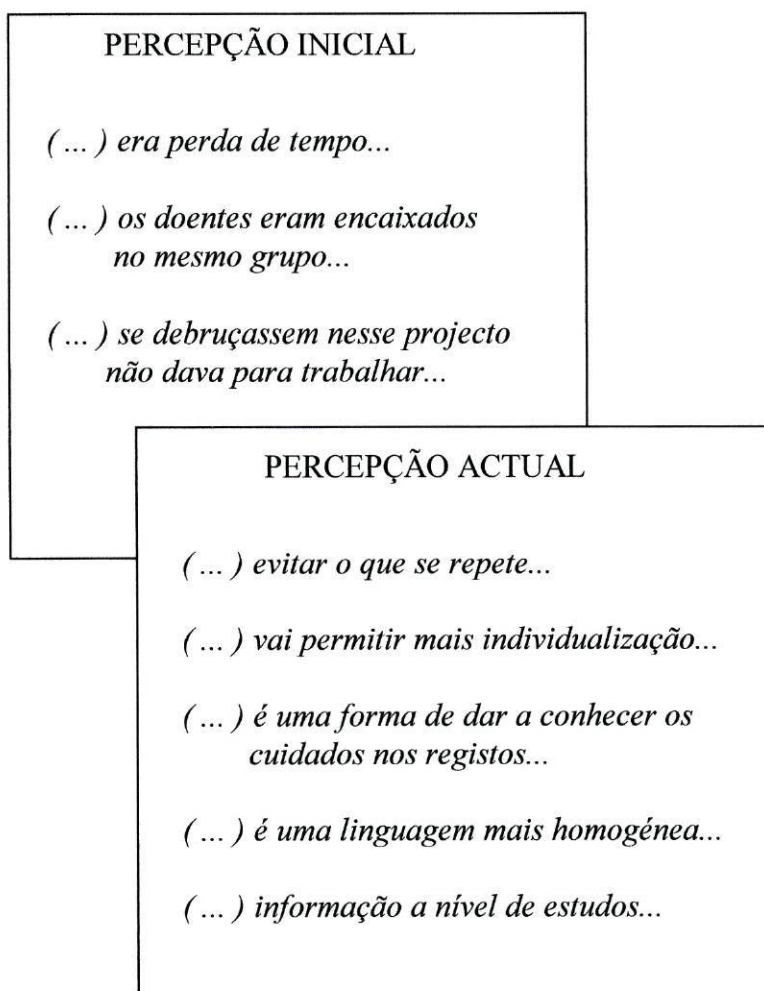 PERCEPÇÃO INICIAL
(...) era perda de tempo...
(...) os doentes eram encaixados
no mesmo grupo...
(...) se debruçassem nesse projecto
não dava para trabalhar...
PERCEPÇÃO ACTUAL
(...) evitar o que se repete...
(...) vai permitir mais individualização...
(...) é uma forma de dar a conhecer os
cuidados nos registos...
(...) é uma linguagem mais homogénea...
(...) informação a nível de estudos...